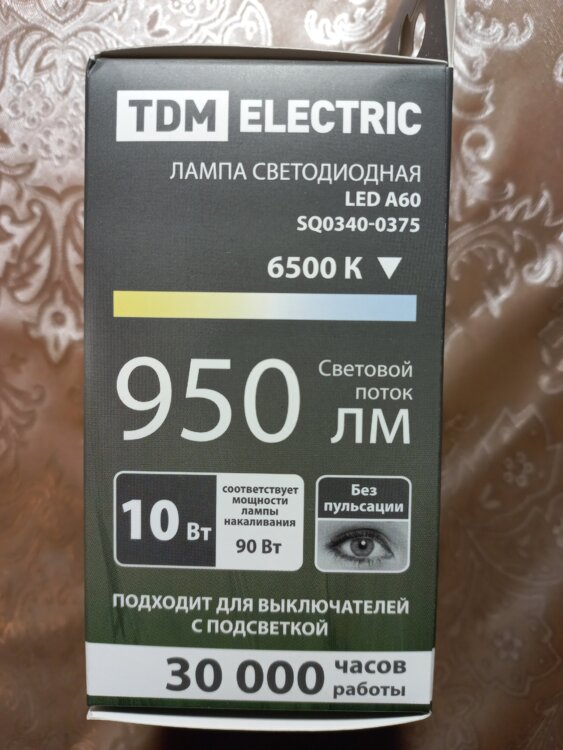 TDM ELECTRIC
ЛАМПА СВЕТОДИОДНАЯ
LED A60
SQ0340-0375
6500 K ▼
950 Световой
поток
ЛМ
10 Вт
соответствует
мощности
лампы
накаливания
90 Вт
Без
пульсации
ПОДХОДИТ ДЛЯ ВЫКЛЮЧАТЕЛЕЙ
С ПОДСВЕТКОЙ
30 000 часов
работы